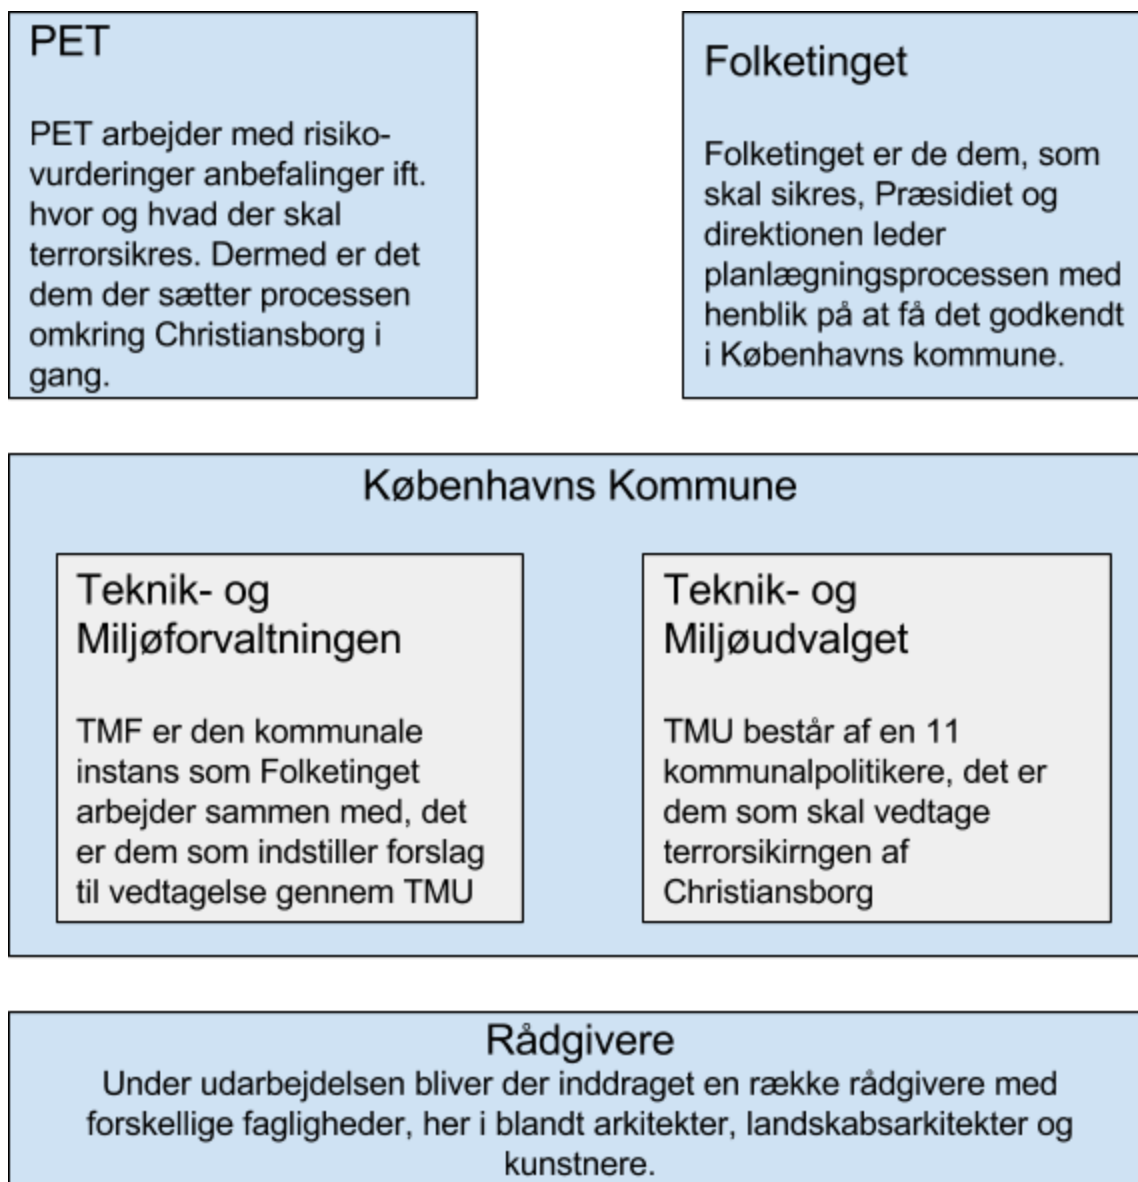 PET
PET arbejder med risiko-
vurderinger anbefalinger ift.
hvor og hvad der skal
terrorsikres. Dermed er det
dem der sætter processen
omkring Christiansborg i
gang.
Folketinget
Folketinget er de dem, som
skal sikres, Præsidiet og
direktionen leder
planlægningsprocessen med
henblik på at få det godkendt
i Københavns kommune.
Københavns Kommune
Teknik- og
Miljøforvaltningen
TMF er den kommunale
instans som Folketinget
arbejder sammen med, det
er dem som indstiller forslag
til vedtagelse gennem TMU
Teknik- og
Miljøudvalget
TMU består af en 11
kommunalpolitikere, det er
dem som skal vedtage
terrorsikirngen af
Christiansborg
Rådgivere
Under udarbejdelsen bliver der inddraget en række rådgivere med
forskellige fagligheder, her i blandt arkitekter, landskabsarkitekter og
kunstnere.